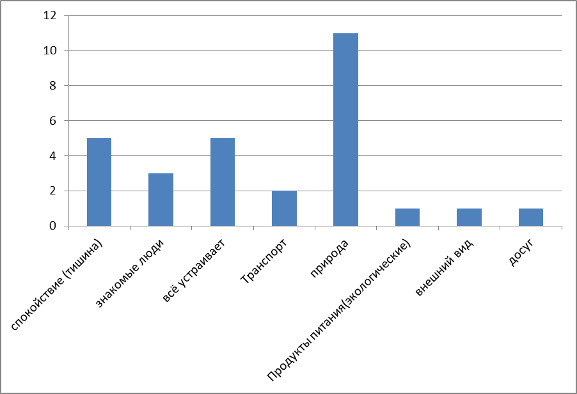 12
10
8
6
4
2
0
спокойствие (тишина)
знакомые люди
всё устраивает
Транспорт
природа
Продукты питания(экологические)
внешний вид
досуг